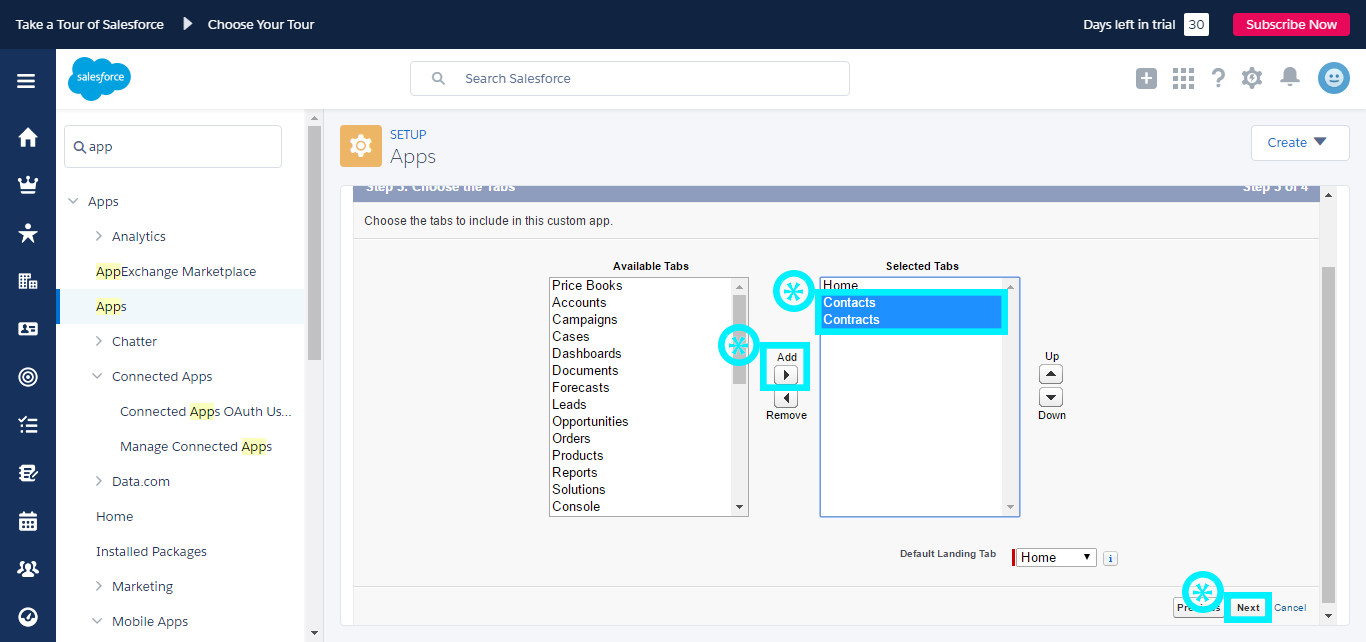 Take a Tour of Salesforce Choose Your Tour Days left in trial 30 Subscribe Now
salesforce Search Salesforce
app
Apps
Analytics
AppExchange Marketplace
Apps
Chatter
Connected Apps
Connected Apps OAuth Us...
Manage Connected Apps
Data.com
Home
Installed Packages
Marketing
Mobile Apps
SETUP
Apps
Create
Step 3. Choose the Tabs Step 3 of 4
Choose the tabs to include in this custom app.
Available Tabs
Price Books
Accounts
Campaigns
Cases
Dashboards
Documents
Forecasts
Leads
Opportunities
Orders
Products
Reports
Solutions
Console
Add
Remove
Selected Tabs
Home
Contacts
Contracts
Up
Down
Default Landing Tab Home i
Next Cancel